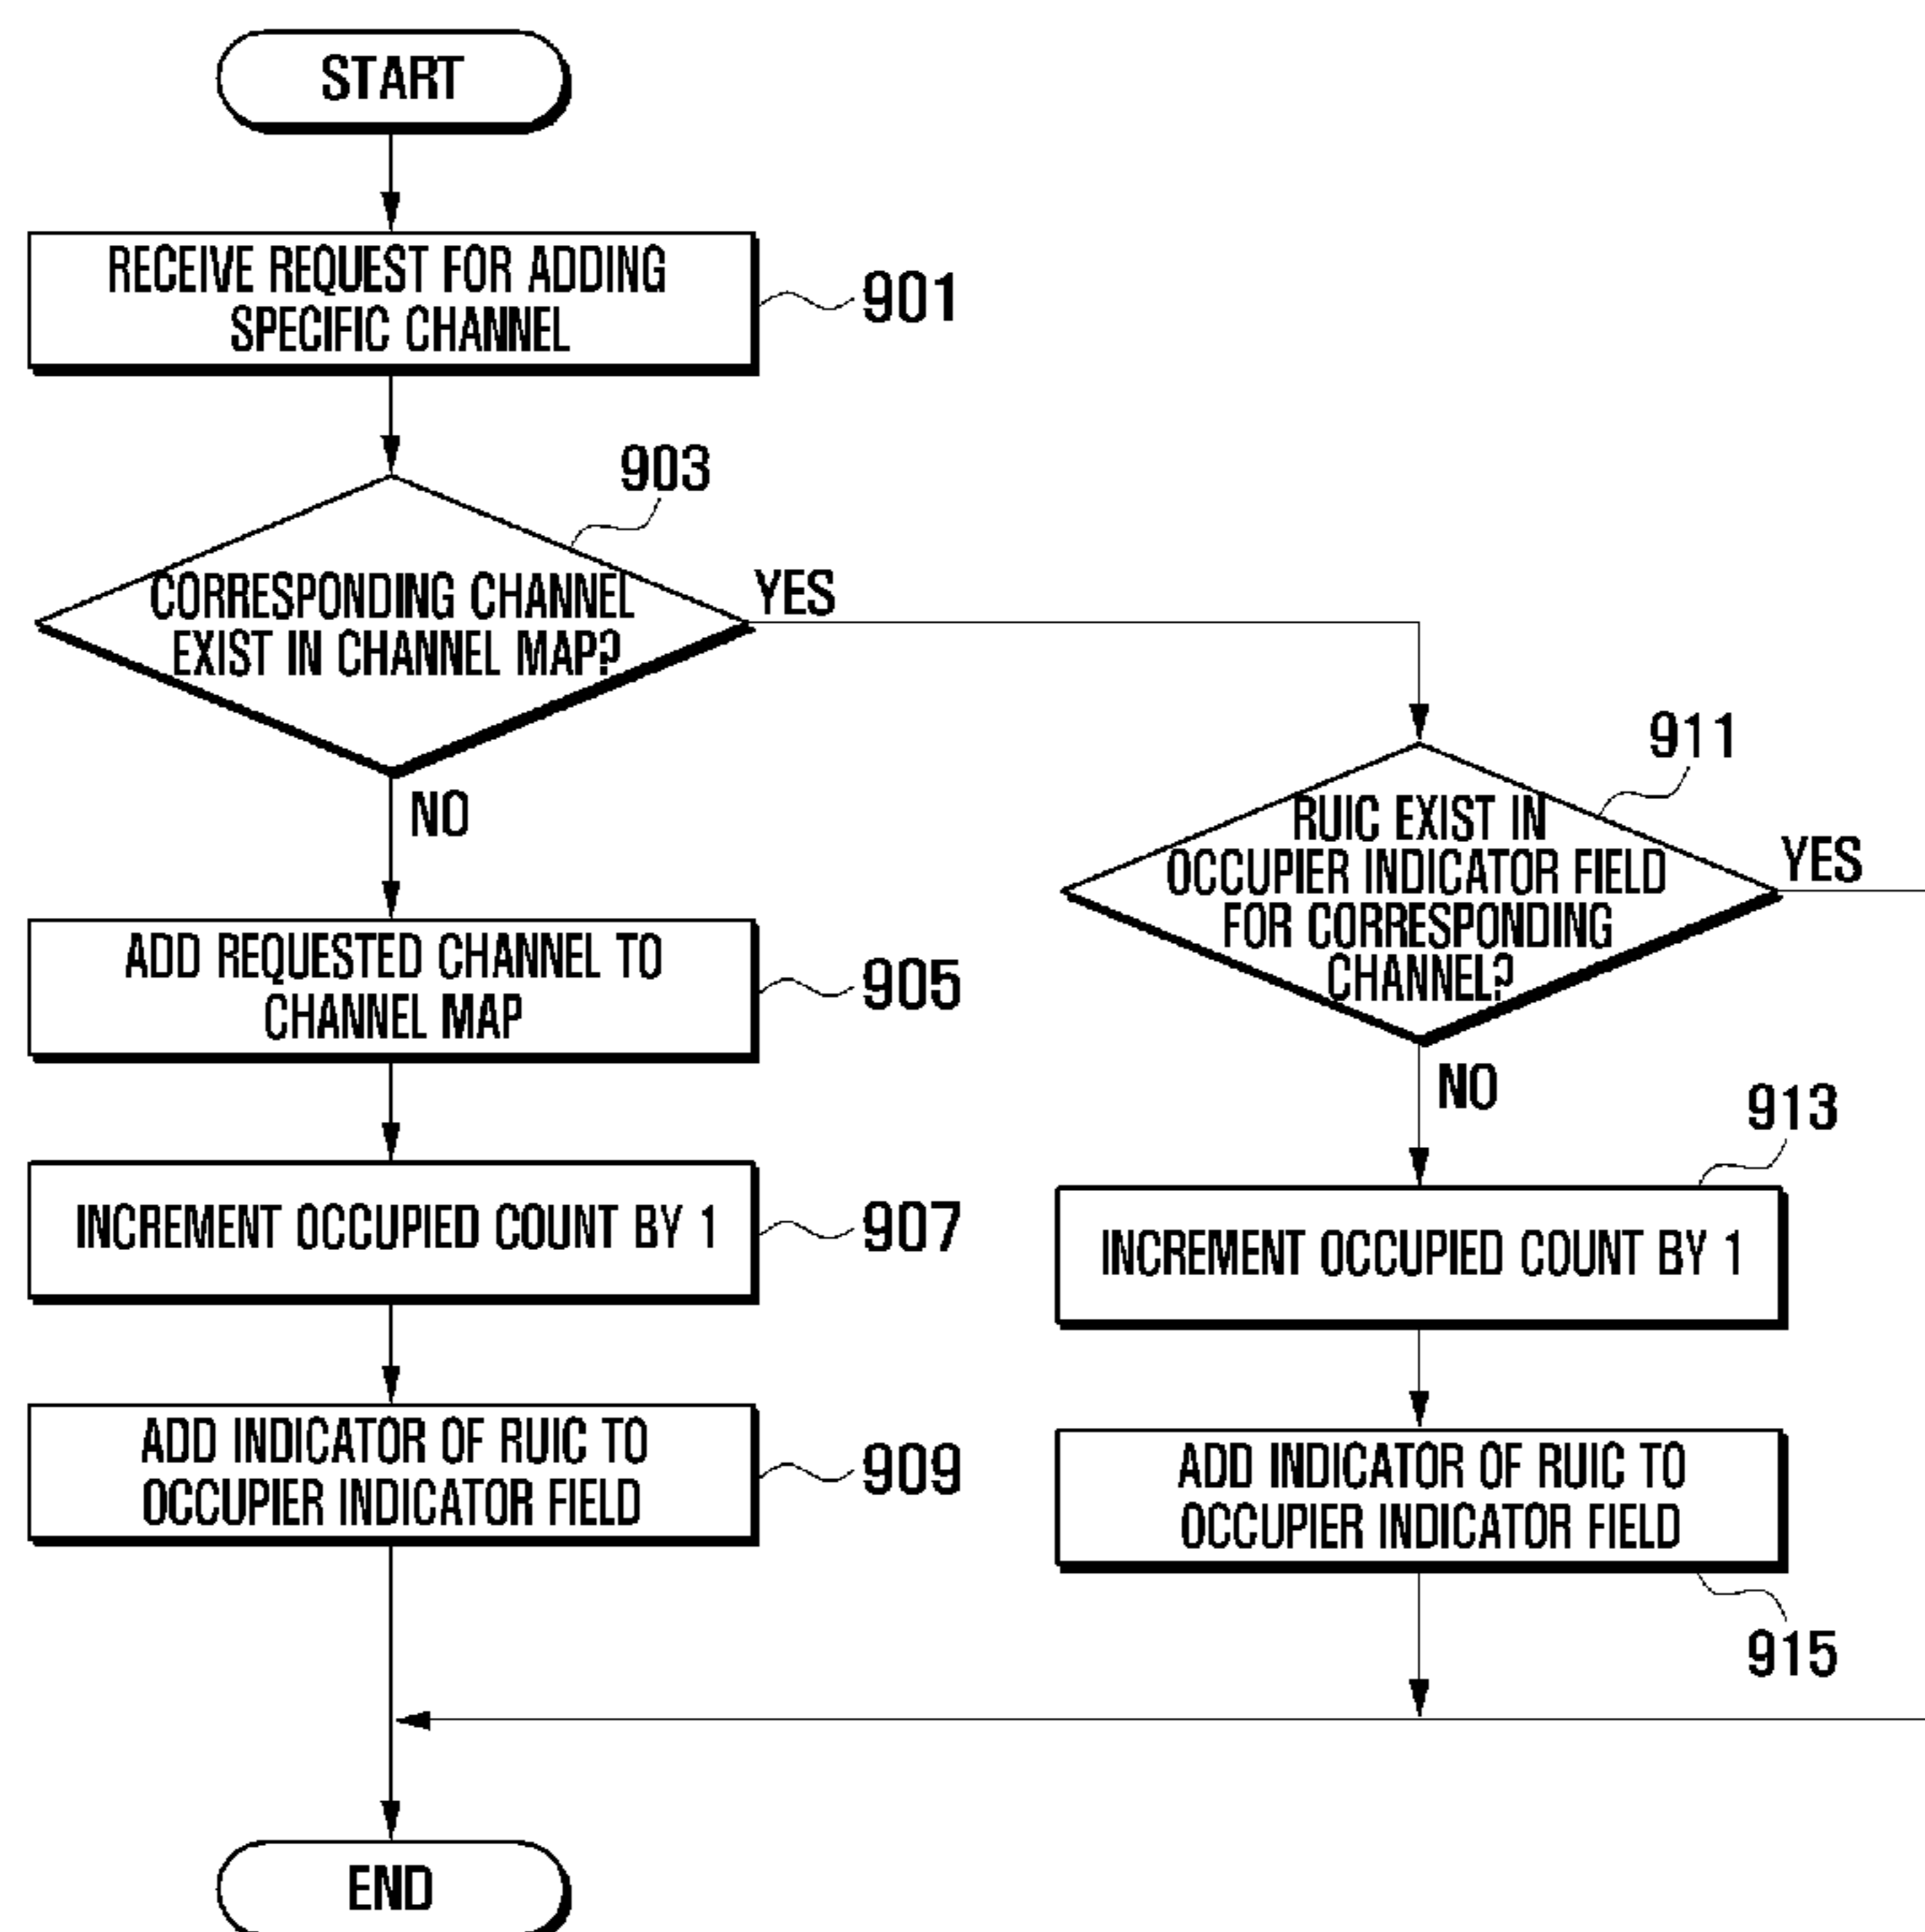 START
RECEIVE REQUEST FOR ADDING
SPECIFIC CHANNEL
901
903
CORRESPONDING CHANNEL
EXIST IN CHANNEL MAP?
YES
NO
911
RUIC EXIST IN
OCCUPIER INDICATOR FIELD
FOR CORRESPONDING
CHANNEL?
YES
NO
ADD REQUESTED CHANNEL TO
CHANNEL MAP
905
INCREMENT OCCUPIED COUNT BY 1
907
913
INCREMENT OCCUPIED COUNT BY 1
ADD INDICATOR OF RUIC TO
OCCUPIER INDICATOR FIELD
909
ADD INDICATOR OF RUIC TO
OCCUPIER INDICATOR FIELD
915
END